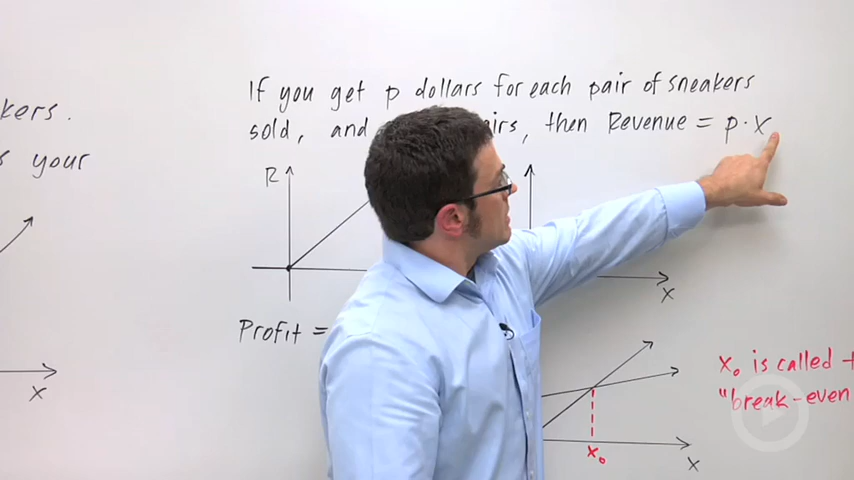 kers.
s your
If you get p dollars for each pair of sneakers
sold, and irs, then Revenue = p · x
R
x
x
Profit =
x₀ is called
"break-even
x₀
x